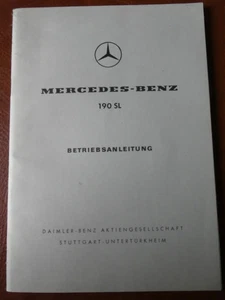 MERCEDES-BENZ
190 SL
BETRIEBSANLEITUNG
DAIMLER-BENZ AKTIENGESELLSCHAFT
STUTTGART-UNTERTÜRKHEIM